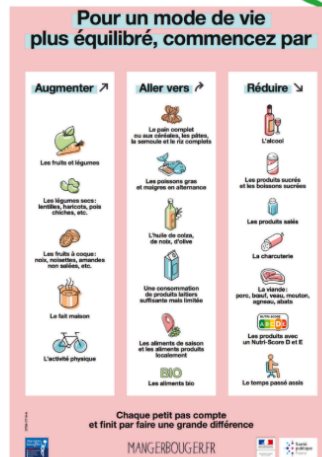 Pour un mode de vie
plus équilibré, commencez par
Augmenter
Les fruits et légumes
Les légumes secs :
lentilles, haricots, pois
chiches, etc.
Les fruits à coque :
noix, noisettes, amandes
non salées, etc.
Le fait maison
L'activité physique
Aller vers
Le pain complet
ou aux céréales, les pâtes,
la semoule et le riz complets
Les poissons gras
et maigres en alternance
L'huile de colza,
de noix, d'olive
Une consommation
de produits laitiers
suffisante mais limitée
Les aliments de saison
et les aliments produits
localement
BIO
Les aliments bio
Réduire
L'alcool
Les produits sucrés
et les boissons sucrées
Les produits salés
La charcuterie
La viande :
porc, bœuf, veau, mouton,
agneau, abats
Les produits avec
un Nutri-Score D et E
Le temps passé assis
Chaque petit pas compte
et finit par faire une grande différence
MANGERBOUGER.FR